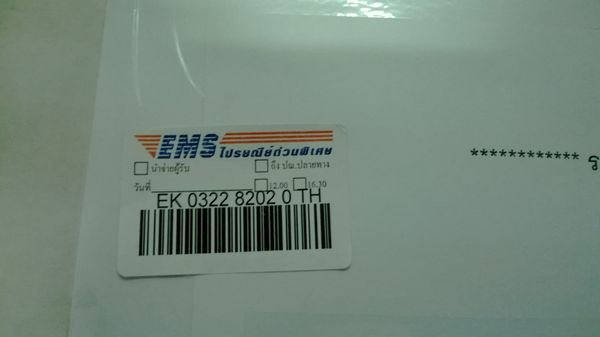 EMS
ไปรษณีย์ด่วนพิเศษ
นำจ่ายผู้รับ ถึง ปณ.ปลายทาง
วันที่ 12.00 16.30
EK 0322 8202 0 TH
************ ร